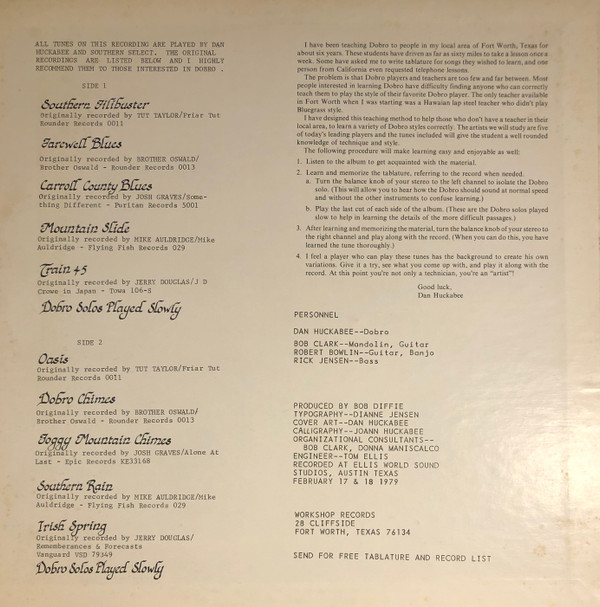 ALL TUNES ON THIS RECORDING ARE PLAYED BY DAN
HUCKABEE AND SOUTHERN SELECT. THE ORIGINAL
RECORDINGS ARE LISTED BELOW AND I HIGHLY
RECOMMEND THEM TO THOSE INTERESTED IN DOBRO .
SIDE 1
Southern Filibuster
Originally recorded by TUT TAYLOR/Friar Tut
Rounder Records 0011
Farewell Blues
Originally recorded by BROTHER OSWALD/
Brother Oswald - Rounder Records 0013
Carroll County Blues
Originally recorded by JOSH GRAVES/Some-
thing Different - Puritan Records 5001
Mountain Slide
Originally recorded by MIKE AULDRIDGE/Mike
Auldridge - Flying Fish Records 029
Train 45
Originally recorded by JERRY DOUGLAS/J D
Crowe in Japan - Towa 106-S
Dobro Solos Played Slowly
SIDE 2
Oasis
Originally recorded by TUT TAYLOR/Friar Tut
Rounder Records 0011
Dobro Chimes
Originally recorded by BROTHER OSWALD/
Brother Oswald - Rounder Records 0013
Foggy Mountain Chimes
Originally recorded by JOSH GRAVES/Alone At
Last - Epic Records KE33168
Southern Rain
Originally recorded by MIKE AULDRIDGE/Mike
Auldridge - Flying Fish Records 029
Irish Spring
Originally recorded by JERRY DOUGLAS/
Rememberances & Forecasts
Vanguard VSD 79349
Dobro Solos Played Slowly
I have been teaching Dobro to people in my local area of Fort Worth, Texas for
about six years. These students have driven as far as sixty miles to take a lesson once a
week. Some have asked me to write tablature for songs they wished to learn, and one
person from California even requested telephone lessons.
The problem is that Dobro players and teachers are too few and far between. Most
people interested in learning Dobro have difficulty finding anyone who can correctly
teach them to play the style of their favorite Dobro player. The only teacher available
in Fort Worth when I was starting was a Hawaian lap steel teacher who didn't play
Bluegrass style.
I have designed this teaching method to help those who don't have a teacher in their
local area, to learn a variety of Dobro styles correctly. The artists we will study are five
of today's leading players and the tunes included will give the student a well rounded
knowledge of technique and style.
The following procedure will make learning easy and enjoyable as well:
1. Listen to the album to get acquainted with the material.
2. Learn and memorize the tablature, referring to the record when needed.
a. Turn the balance knob of your stereo to the left channel to isolate the Dobro
solo. (This will allow you to hear how the Dobro should sound at normal speed
and without the other instruments to confuse learning.)
b. Play the last cut of each side of the album. (These are the Dobro solos played
slow to help in learning the details of the more difficult passages.)
3. After learning and memorizing the material, turn the balance knob of your stereo to
the right channel and play along with the record. (When you can do this, you have
learned the tune thoroughly.)
4. I feel a player who can play these tunes has the background to create his own
variations. Give it a try, see what you come up with, and play it along with the
record. At this point you're not only a technician, you're an "artist"!
Good luck,
Dan Huckabee
PERSONNEL
DAN HUCKABEE--Dobro
BOB CLARK--Mandolin, Guitar
ROBERT BOWLIN--Guitar, Banjo
RICK JENSEN--Bass
PRODUCED BY BOB DIFFIE
TYPOGRAPHY--DIANNE JENSEN
COVER ART--DAN HUCKABEE
CALLIGRAPHY--JOANN HUCKABEE
ORGANIZATIONAL CONSULTANTS--
BOB CLARK, DONNA MANISCALCO
ENGINEER--TOM ELLIS
RECORDED AT ELLIS WORLD SOUND
STUDIOS, AUSTIN TEXAS
FEBRUARY 17 & 18 1979
WORKSHOP RECORDS
28 CLIFFSIDE
FORT WORTH, TEXAS 76134
SEND FOR FREE TABLATURE AND RECORD LIST